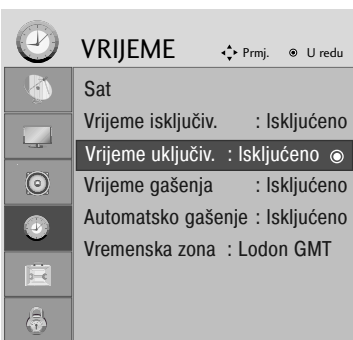 VRIJEME Prmj. U redu
Sat
Vrijeme isključiv. : Isključeno
Vrijeme uključiv. : Isključeno
Vrijeme gašenja : Isključeno
Automatsko gašenje : Isključeno
Vremenska zona : Lodon GMT